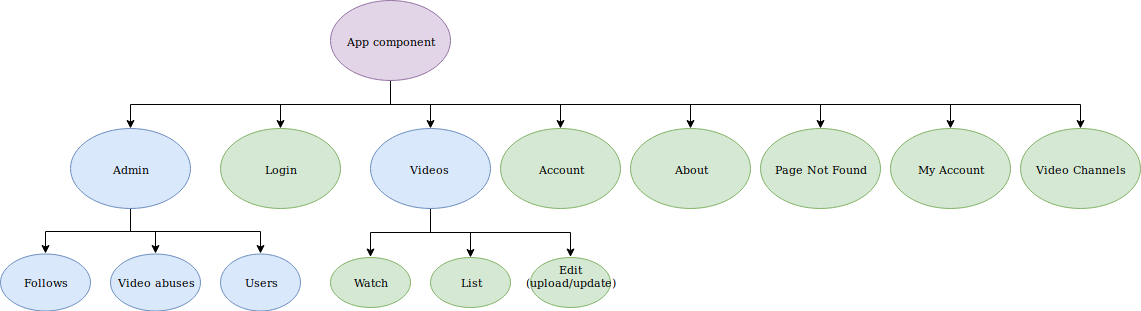 App component
Admin
Login
Videos
Account
About
Page Not Found
My Account
Video Channels
Follows
Video abuses
Users
Watch
List
Edit
(upload/update)